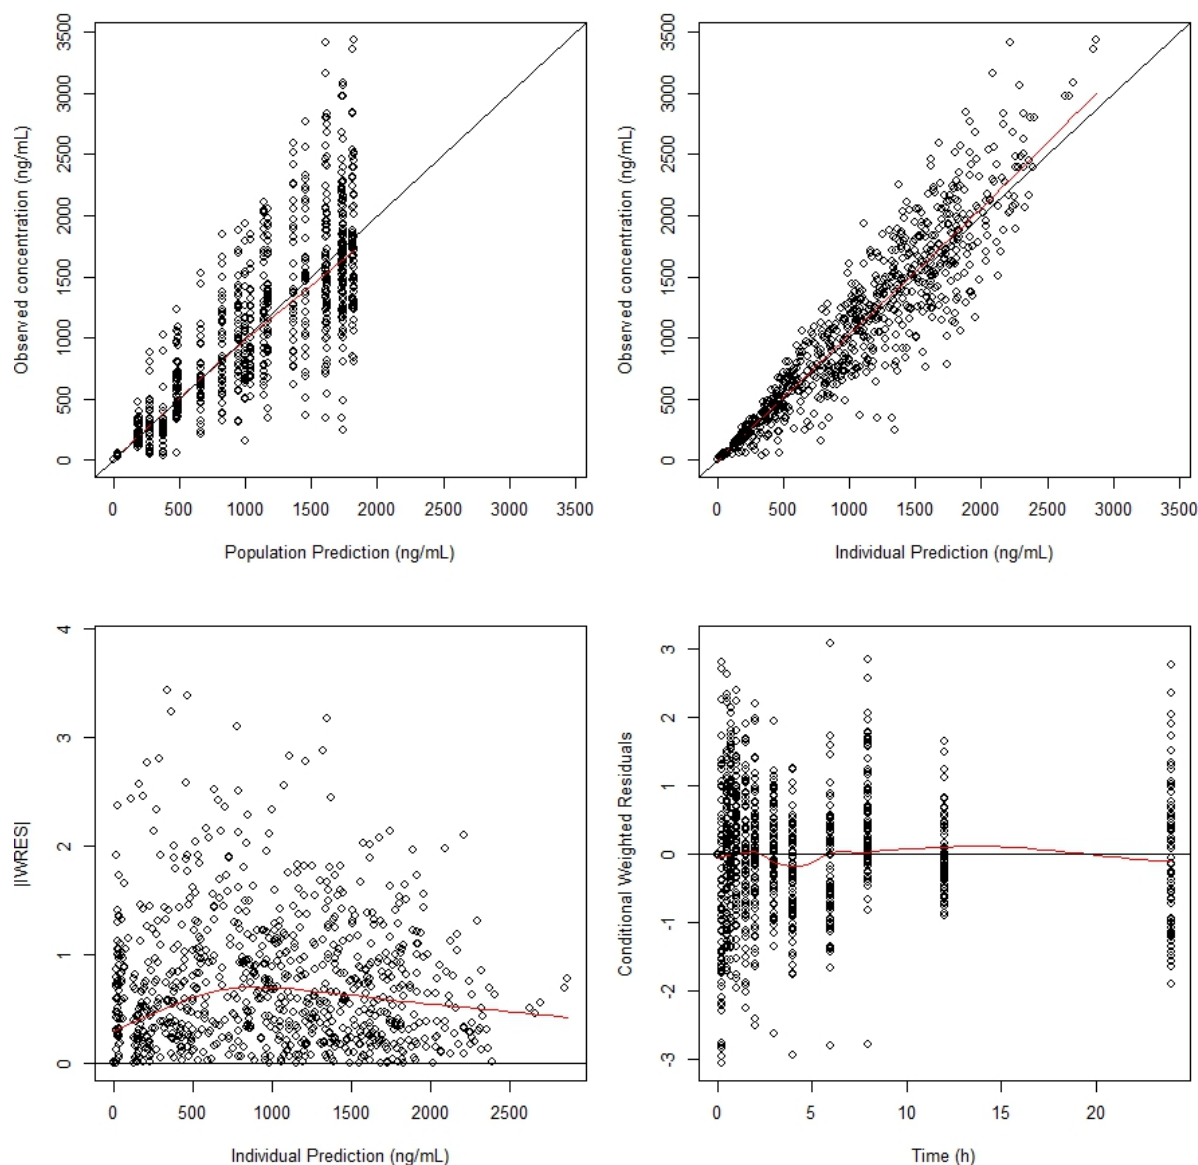 Observed concentration (ng/mL)
0 500 1000 1500 2000 2500 3000 3500
0 500 1000 1500 2000 2500 3000 3500
Population Prediction (ng/mL)
Observed concentration (ng/mL)
0 500 1000 1500 2000 2500 3000 3500
0 500 1000 1500 2000 2500 3000 3500
Individual Prediction (ng/mL)
|IWRES|
0 1 2 3 4
0 500 1000 1500 2000 2500
Individual Prediction (ng/mL)
Conditional Weighted Residuals
-3 -2 -1 0 1 2 3
0 5 10 15 20
Time (h)